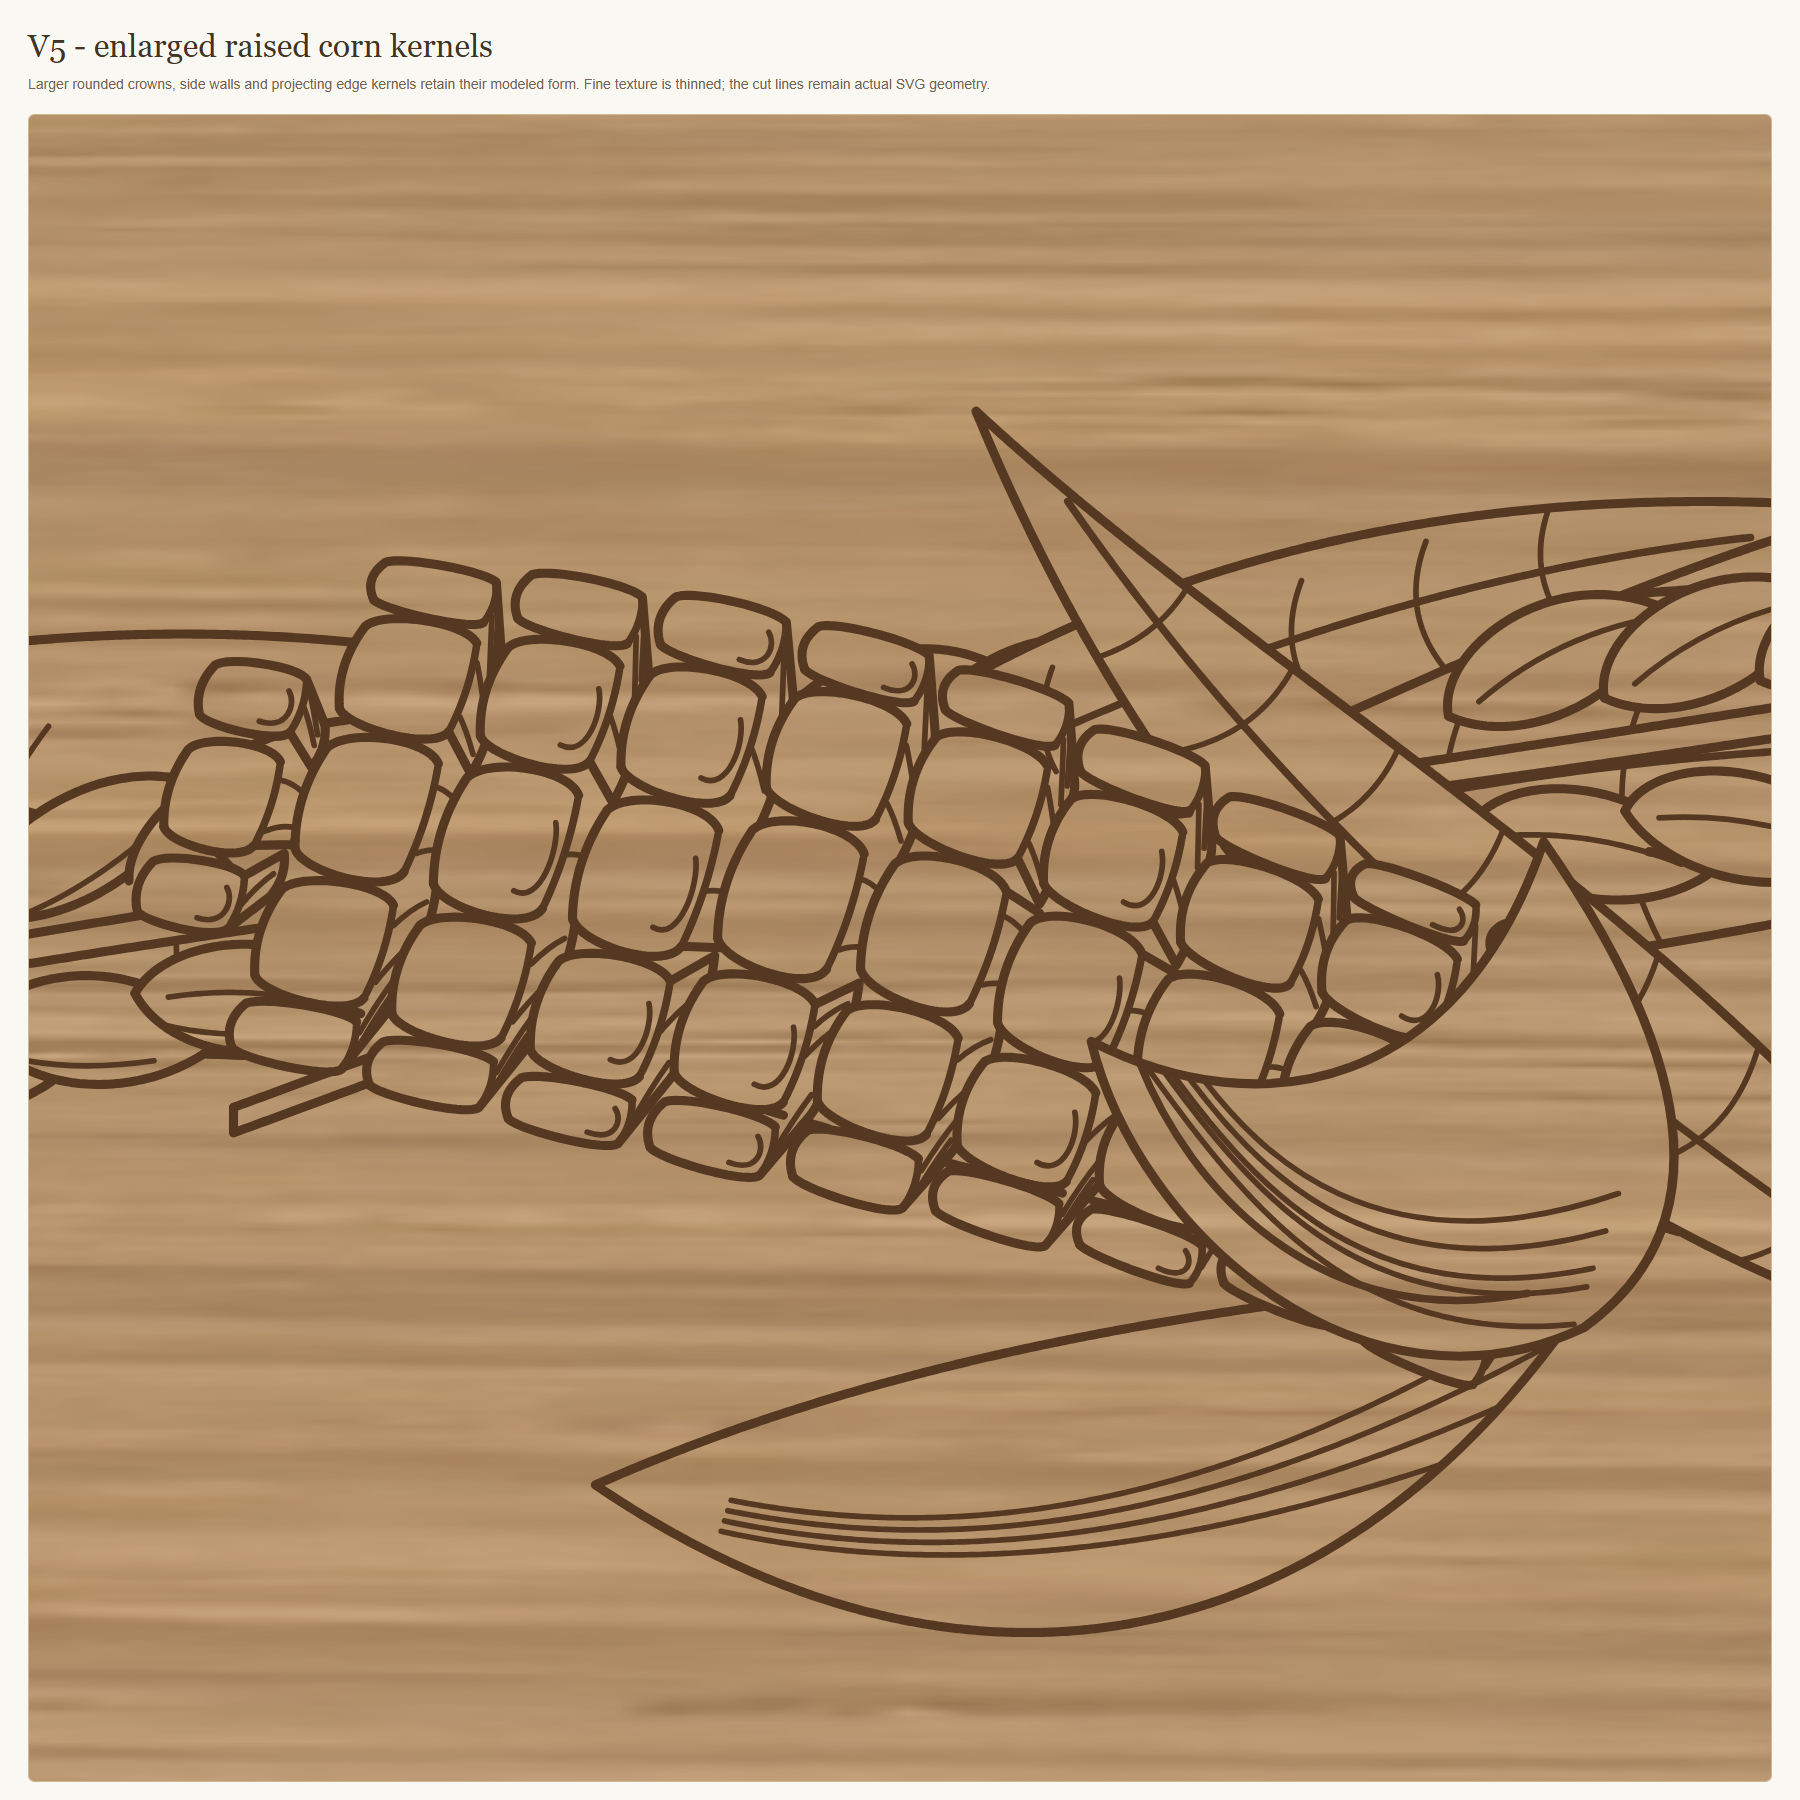 V5 - enlarged raised corn kernels
Larger rounded crowns, side walls and projecting edge kernels retain their modeled form. Fine texture is thinned; the cut lines remain actual SVG geometry.